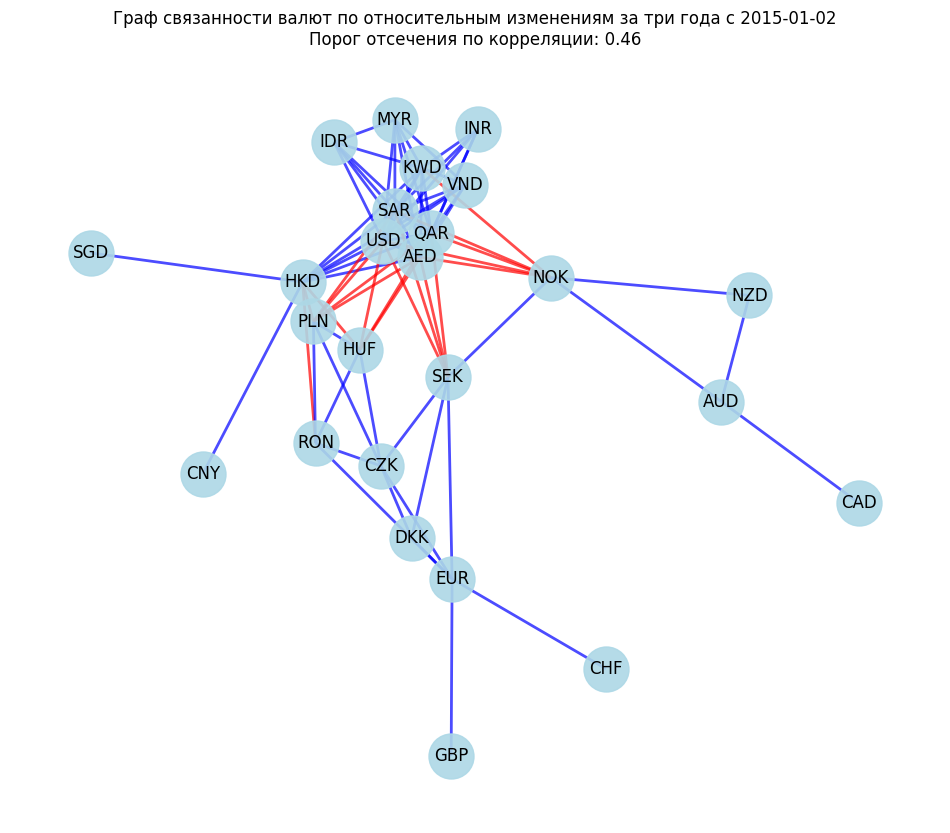 Граф связанности валют по относительным изменениям за три года с 2015-01-02
Порог отсечения по корреляции: 0.46
MYR
INR
IDR
KWD
VND
SAR
QAR
USD
SGD
AED
NOK
HKD
NZD
PLN
HUF
SEK
AUD
RON
CZK
CNY
CAD
DKK
EUR
CHF
GBP